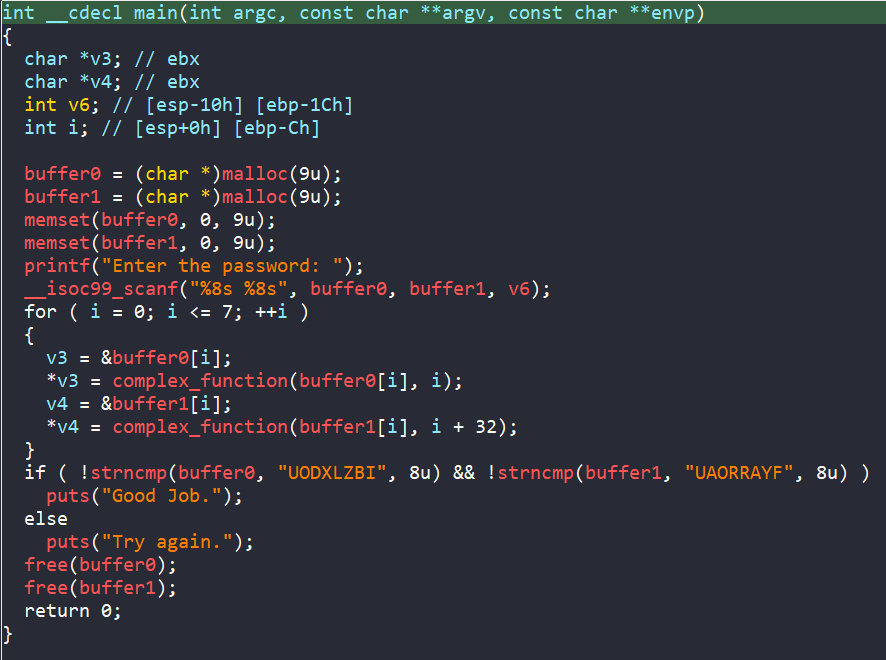 int __cdecl main(int argc, const char **argv, const char **envp)
{
  char *v3; // ebx
  char *v4; // ebx
  int v6; // [esp-10h] [ebp-1Ch]
  int i; // [esp+0h] [ebp-Ch]

  buffer0 = (char *)malloc(9u);
  buffer1 = (char *)malloc(9u);
  memset(buffer0, 0, 9u);
  memset(buffer1, 0, 9u);
  printf("Enter the password: ");
  __isoc99_scanf("%8s %8s", buffer0, buffer1, v6);
  for ( i = 0; i <= 7; ++i )
  {
    v3 = &buffer0[i];
    *v3 = complex_function(buffer0[i], i);
    v4 = &buffer1[i];
    *v4 = complex_function(buffer1[i], i + 32);
  }
  if ( !strncmp(buffer0, "UODXLZBI", 8u) && !strncmp(buffer1, "UAORRAYF", 8u) )
    puts("Good Job.");
  else
    puts("Try again.");
  free(buffer0);
  free(buffer1);
  return 0;
}